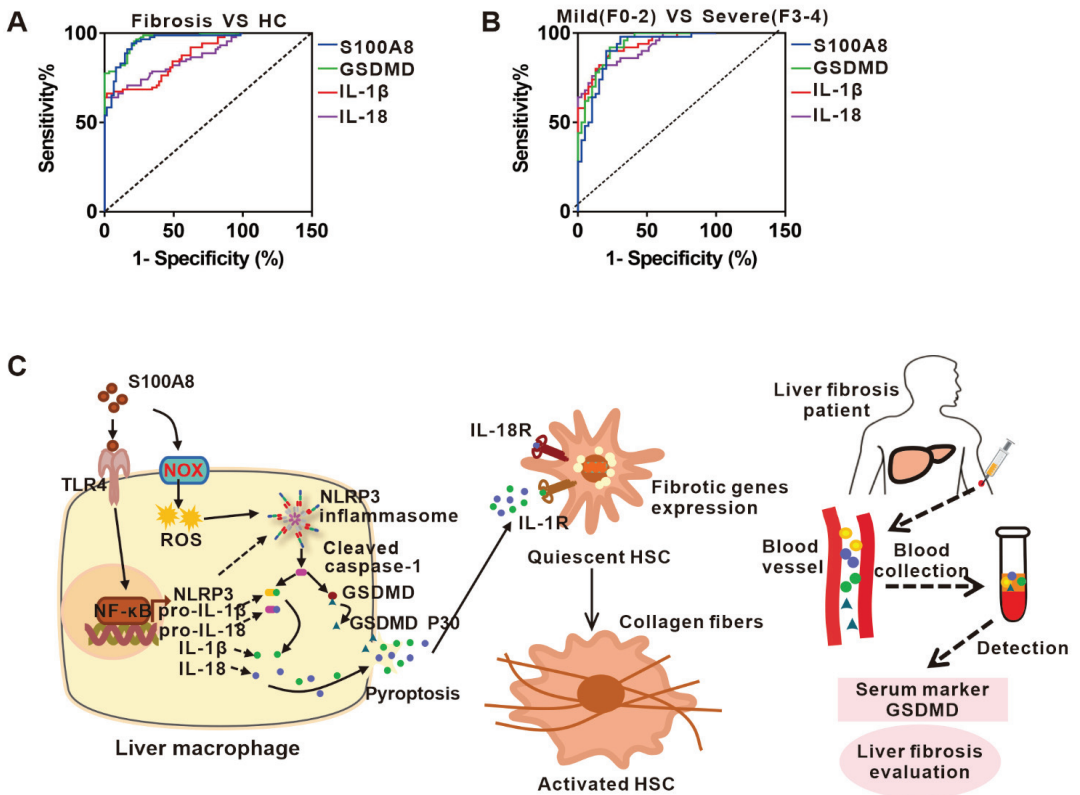 A
Fibrosis VS HC
100
50
0
Sensitivity%
0 50 100 150
1- Specificity (%)
S100A8
GSDMD
IL-1β
IL-18
B
Mild(F0-2) VS Severe(F3-4)
100
50
0
Sensitivity%
0 50 100 150
1- Specificity (%)
S100A8
GSDMD
IL-1β
IL-18
C
S100A8
TLR4
NOX
ROS
NLRP3
inflammasome
Cleaved
caspase-1
NF-κB
NLRP3
pro-IL-1β
pro-IL-18
IL-1β
IL-18
GSDMD
GSDMD P30
Pyroptosis
Liver macrophage
IL-18R
IL-1R
Fibrotic genes
expression
Quiescent HSC
Collagen fibers
Activated HSC
Liver fibrosis
patient
Blood
vessel
Blood
collection
Detection
Serum marker
GSDMD
Liver fibrosis
evaluation